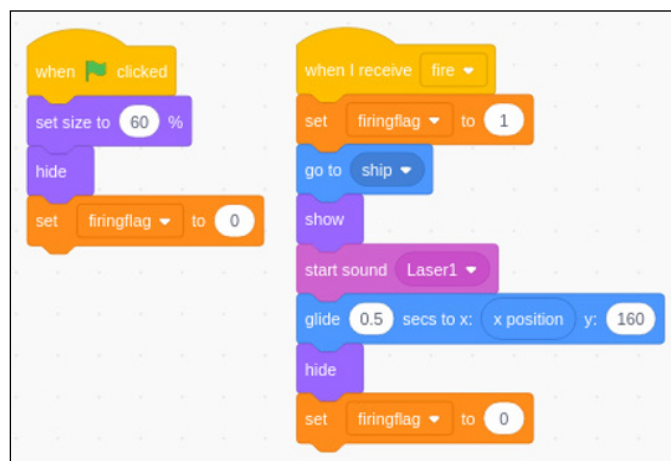 when clicked
set size to 60 %
hide
set firingflag to 0
when I receive fire
set firingflag to 1
go to ship
show
start sound Laser1
glide 0.5 secs to x: x position y: 160
hide
set firingflag to 0